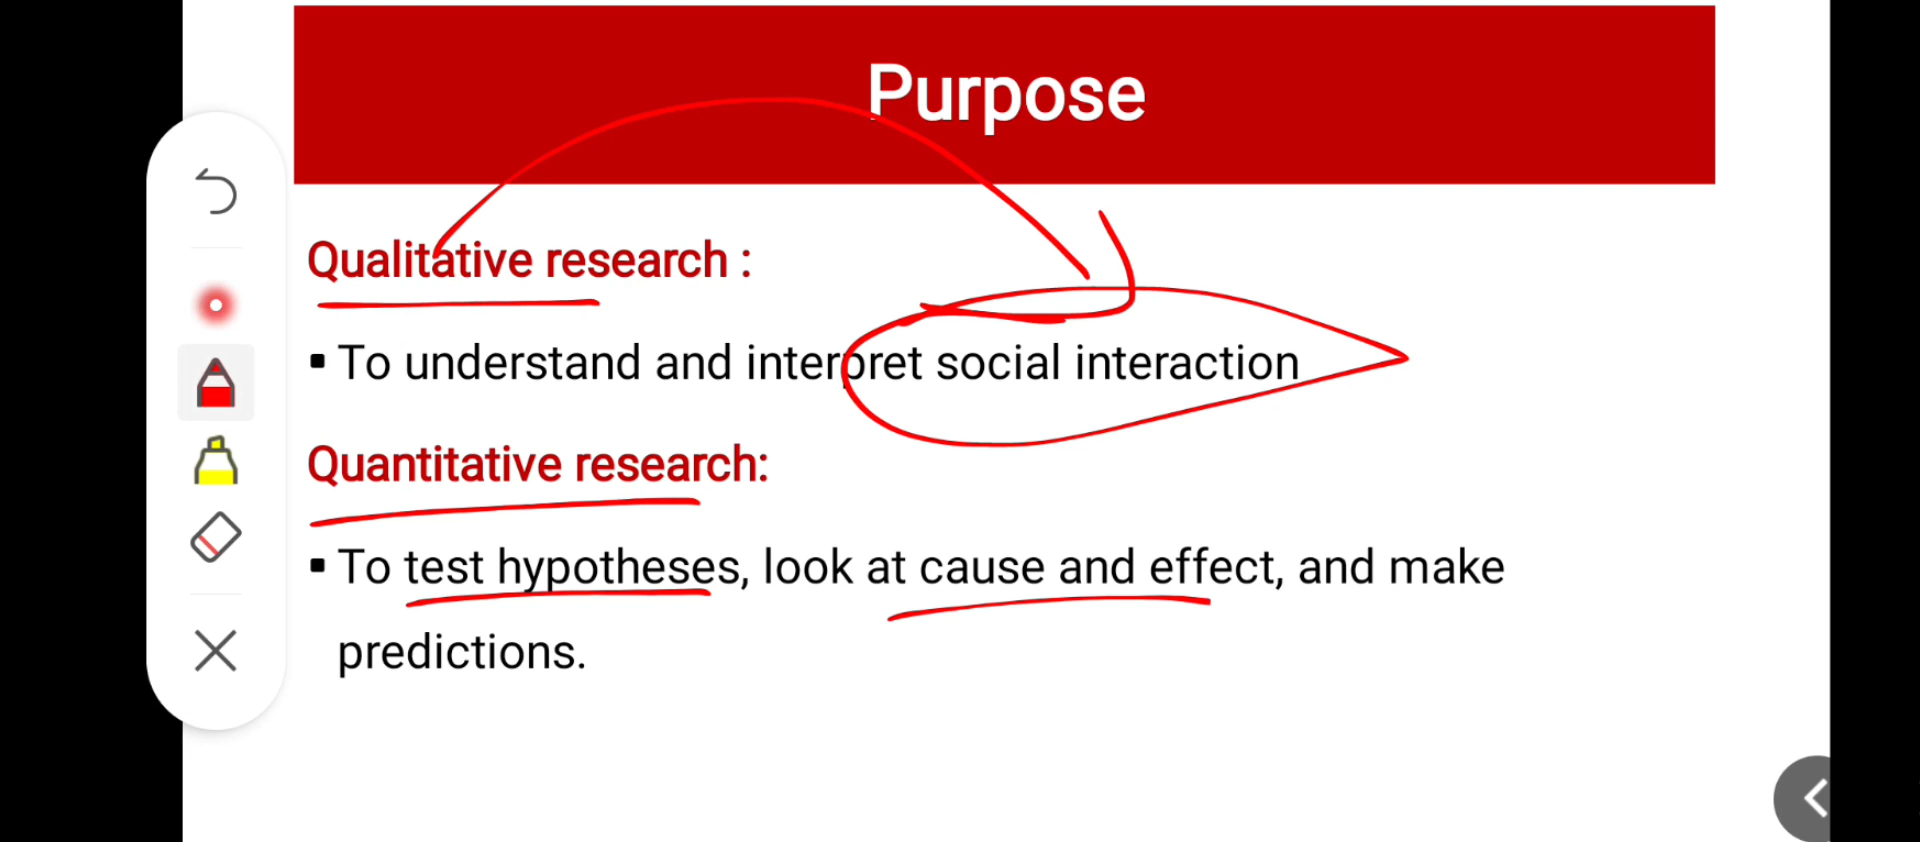 Purpose
Qualitative research :
▪ To understand and interpret social interaction
Quantitative research:
▪ To test hypotheses, look at cause and effect, and make
predictions.